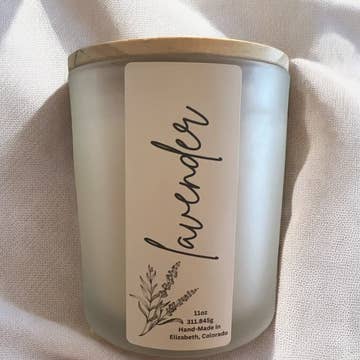 lavender
11oz
311.845g
Hand-Made in
Elizabeth, Colorado